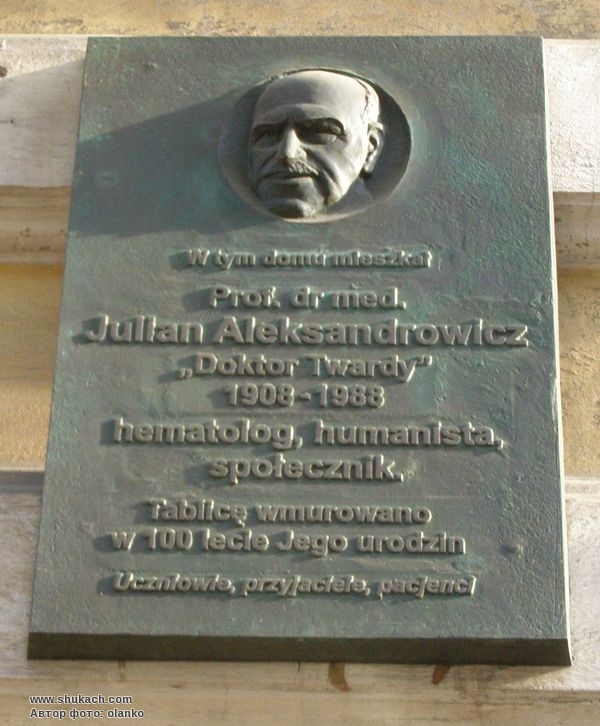 W tym domu mieszkał
Prof. dr med.
Julian Aleksandrowicz
„Doktor Twardy”
1908-1988
hematolog, humanista,
społecznik.
Tablicę wmurowano
w 100 lecie Jego urodzin
Uczniowie, przyjaciele, pacjenci
www.shukach.com
Автор фото: olanko